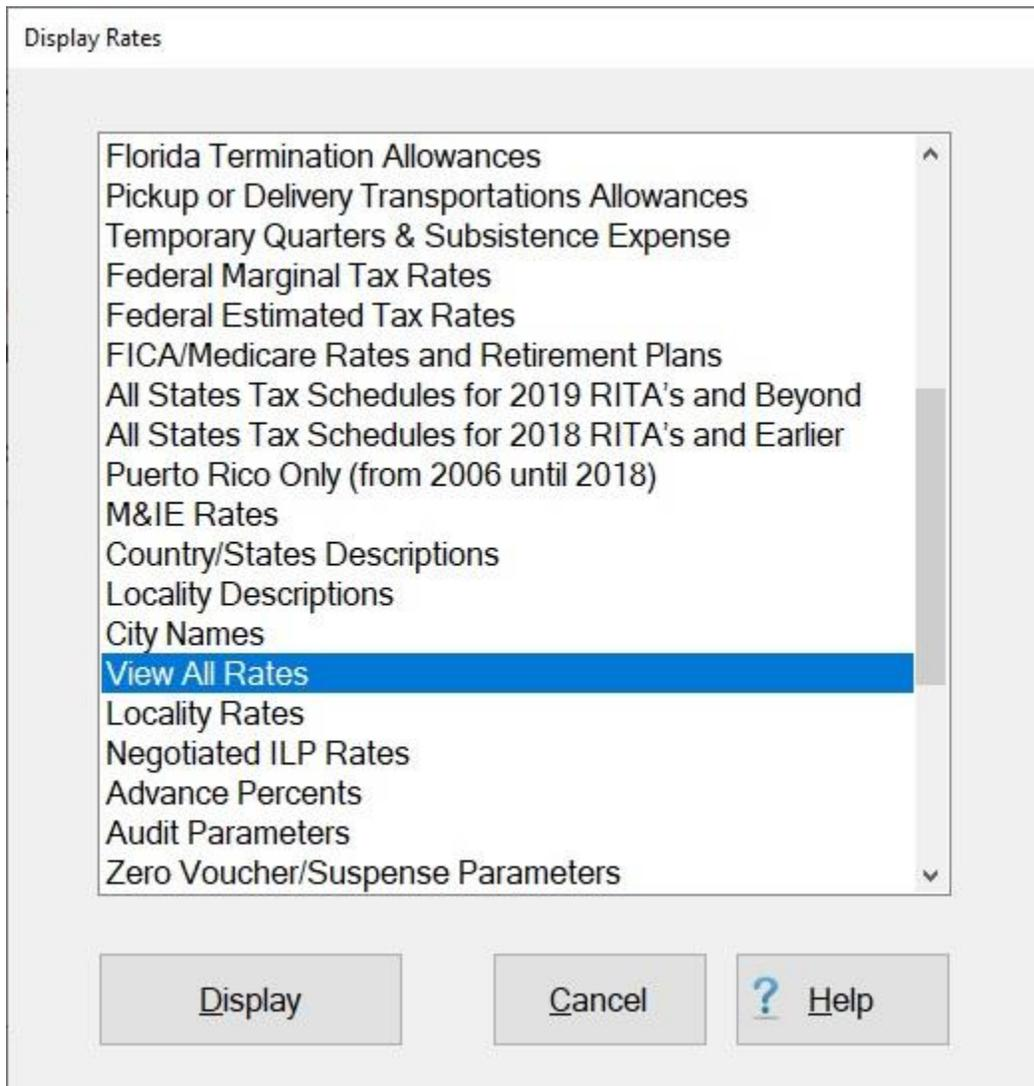 Display Rates
Florida Termination Allowances
Pickup or Delivery Transportations Allowances
Temporary Quarters & Subsistence Expense
Federal Marginal Tax Rates
Federal Estimated Tax Rates
FICA/Medicare Rates and Retirement Plans
All States Tax Schedules for 2019 RITA's and Beyond
All States Tax Schedules for 2018 RITA's and Earlier
Puerto Rico Only (from 2006 until 2018)
M&IE Rates
Country/States Descriptions
Locality Descriptions
City Names
View All Rates
Locality Rates
Negotiated ILP Rates
Advance Percents
Audit Parameters
Zero Voucher/Suspense Parameters
Display Cancel ? Help